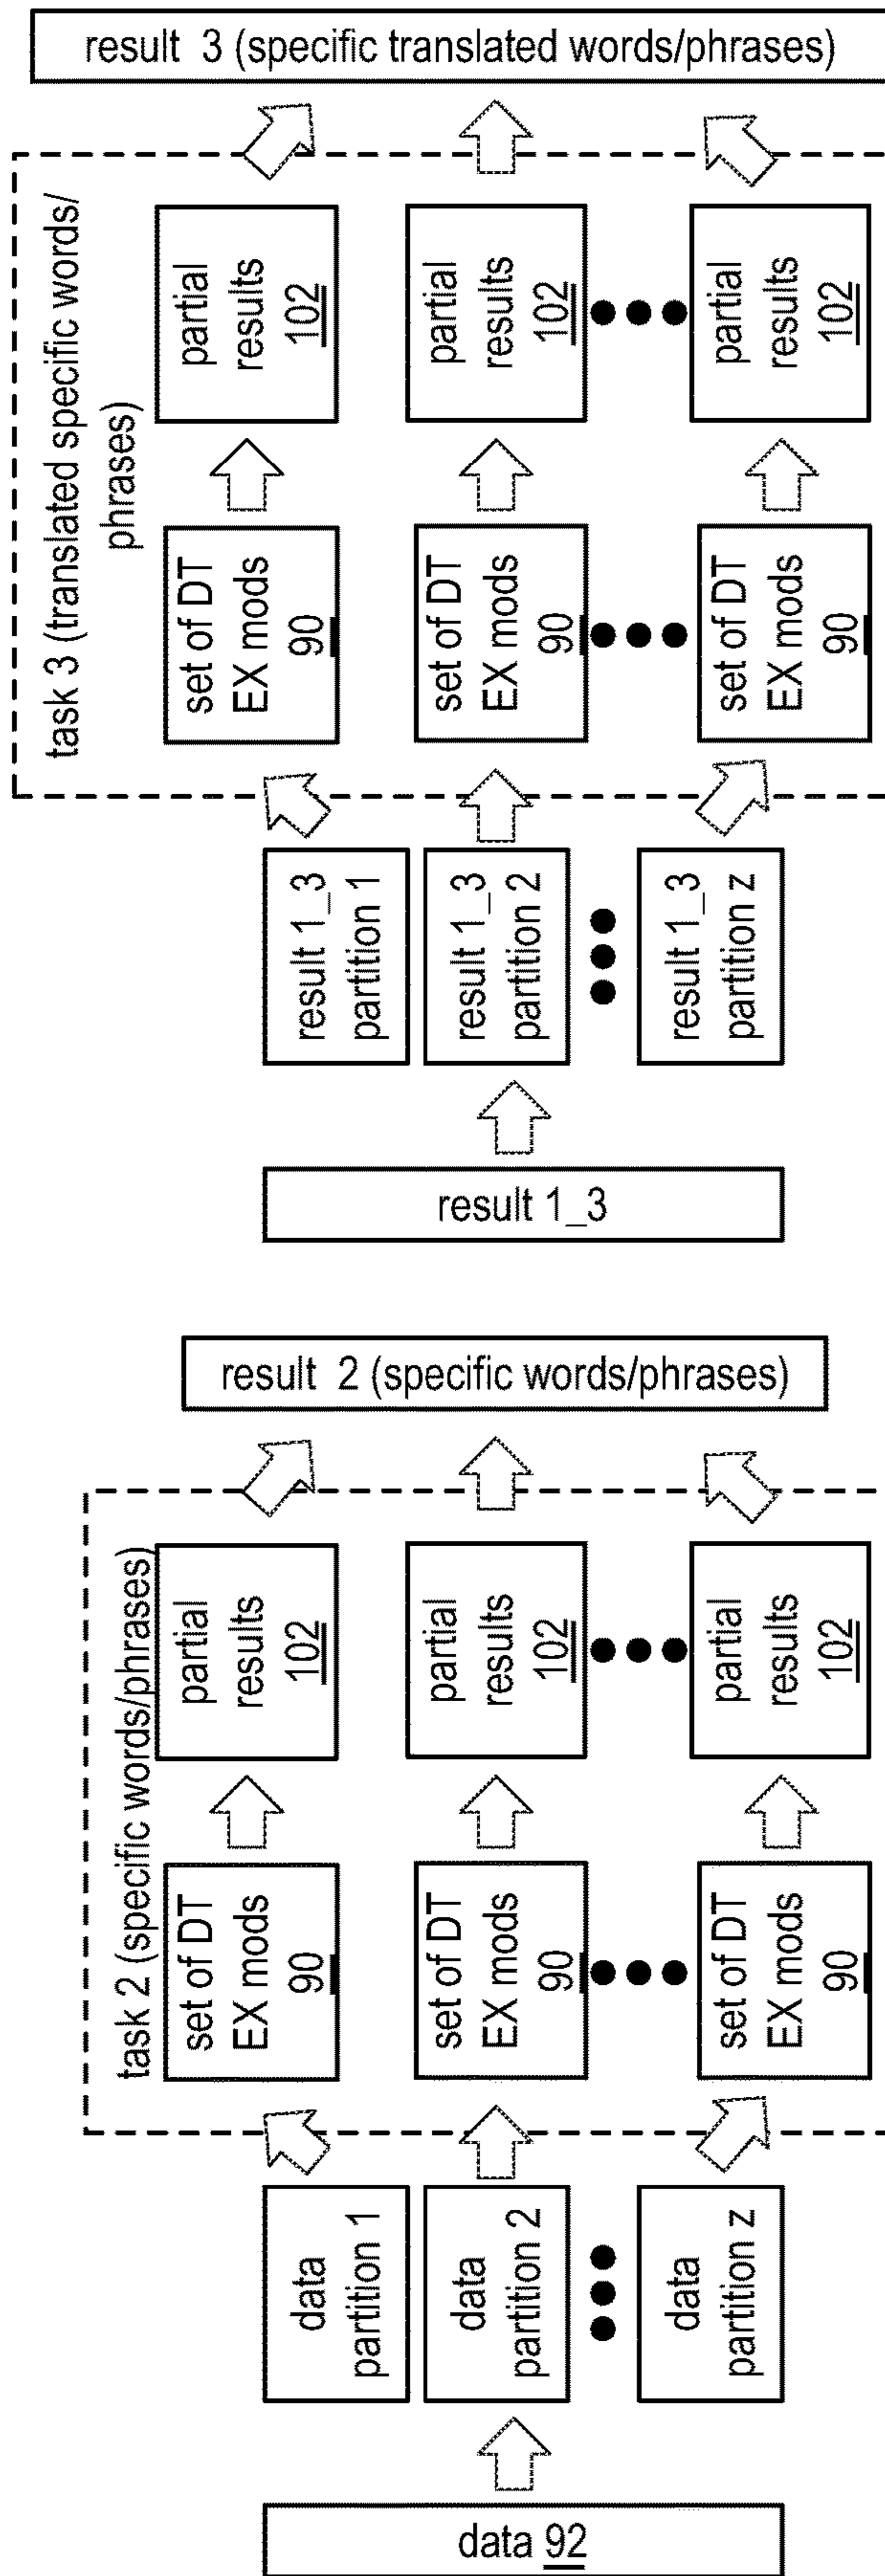 task 3 (translated specific words/
phrases)
result 1_3
result 1_3
partition 1
result 1_3
partition 2
result 1_3
partition z
set of DT
EX mods
90
set of DT
EX mods
90
set of DT
EX mods
90
partial
results
102
partial
results
102
partial
results
102
result 3 (specific translated words/phrases)
task 2 (specific words/phrases)
data 92
data
partition 1
data
partition 2
data
partition z
set of DT
EX mods
90
set of DT
EX mods
90
set of DT
EX mods
90
partial
results
102
partial
results
102
partial
results
102
result 2 (specific words/phrases)